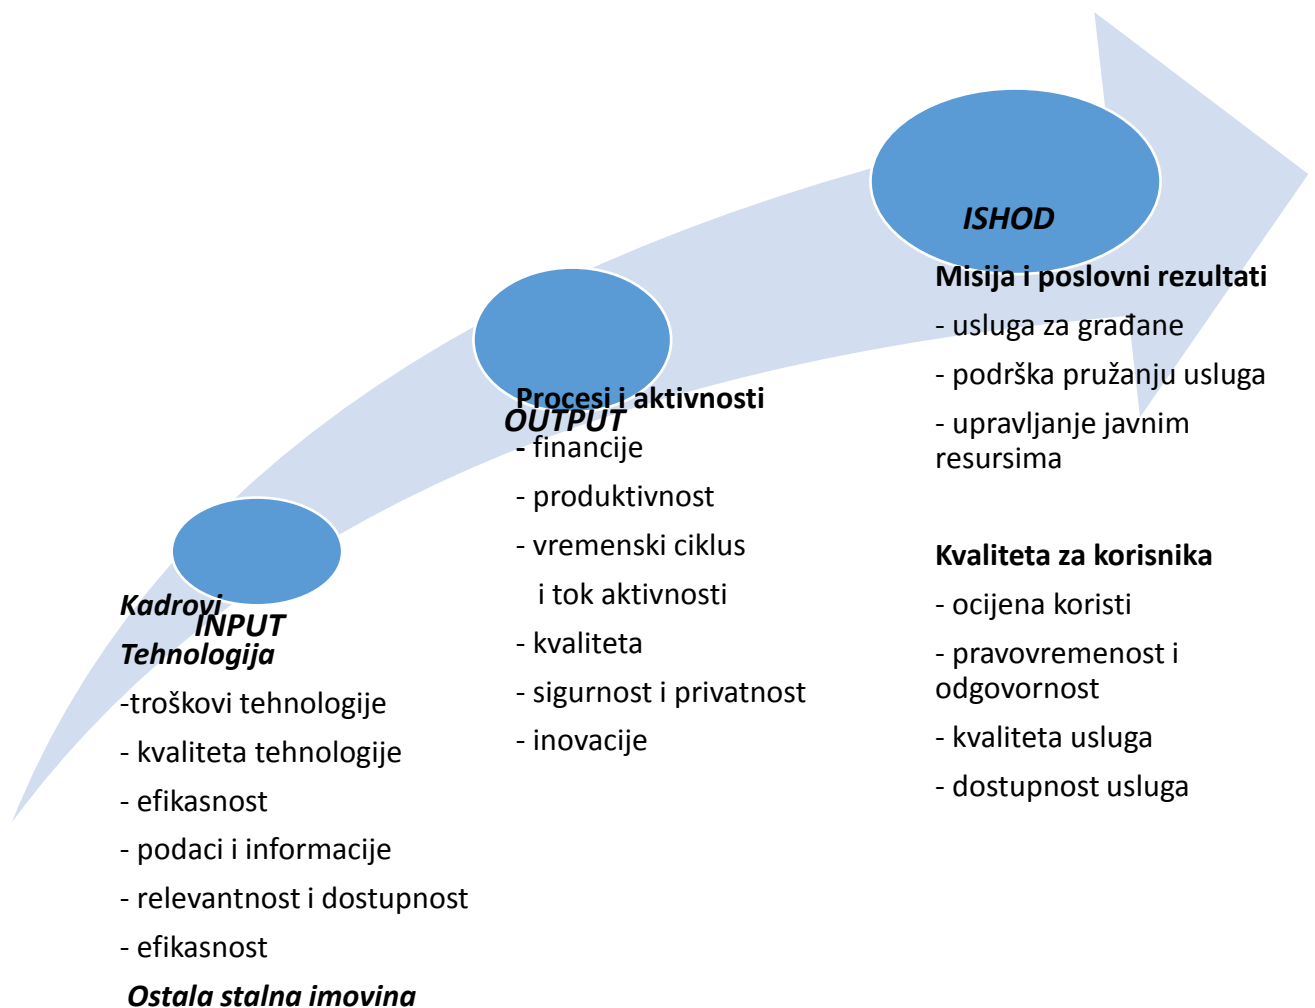 INPUT
Kadrovi
Tehnologija
-troškovi tehnologije
- kvaliteta tehnologije
- efikasnost
- podaci i informacije
- relevantnost i dostupnost
- efikasnost
Ostala stalna imovina
OUTPUT
Procesi i aktivnosti
- financije
- produktivnost
- vremenski ciklus
i tok aktivnosti
- kvaliteta
- sigurnost i privatnost
- inovacije
ISHOD
Misija i poslovni rezultati
- usluga za građane
- podrška pružanju usluga
- upravljanje javnim
resursima
Kvaliteta za korisnika
- ocijena koristi
- pravovremenost i
odgovornost
- kvaliteta usluga
- dostupnost usluga